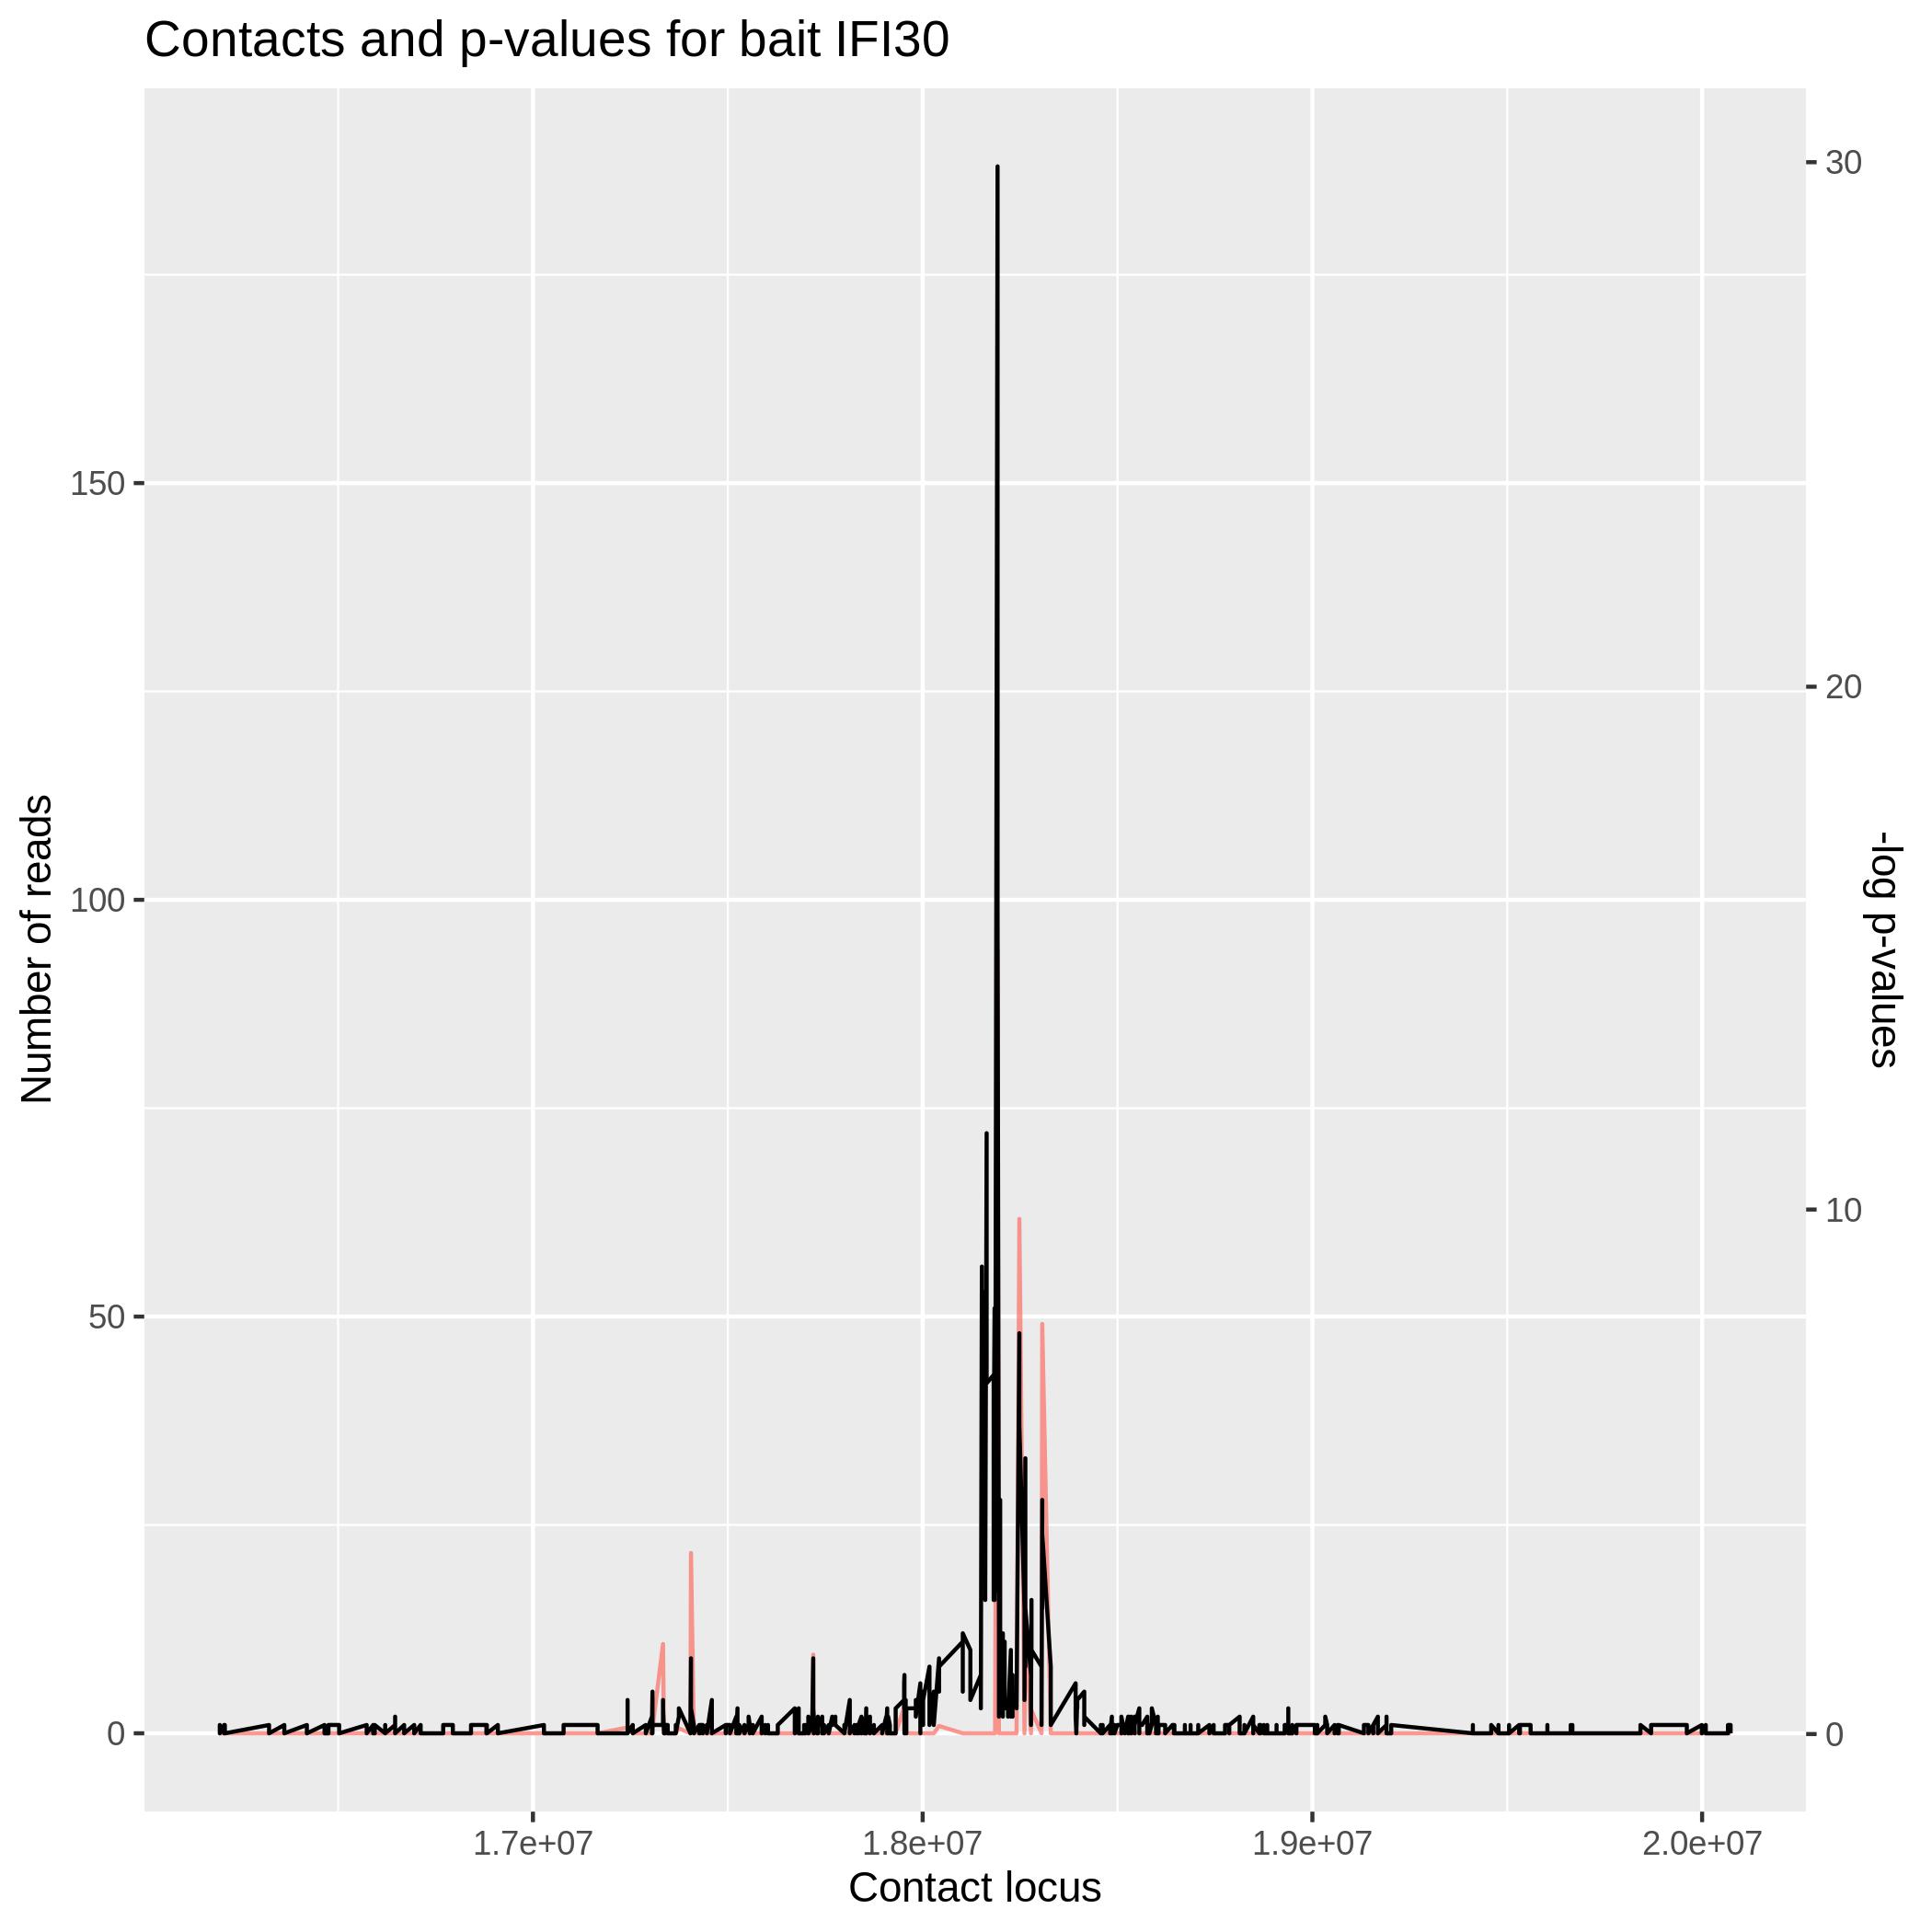 Contacts and p-values for bait IFI30
Number of reads
150
100
50
0
30
20
10
0
-log p-values
1.7e+07 1.8e+07 1.9e+07 2.0e+07
Contact locus